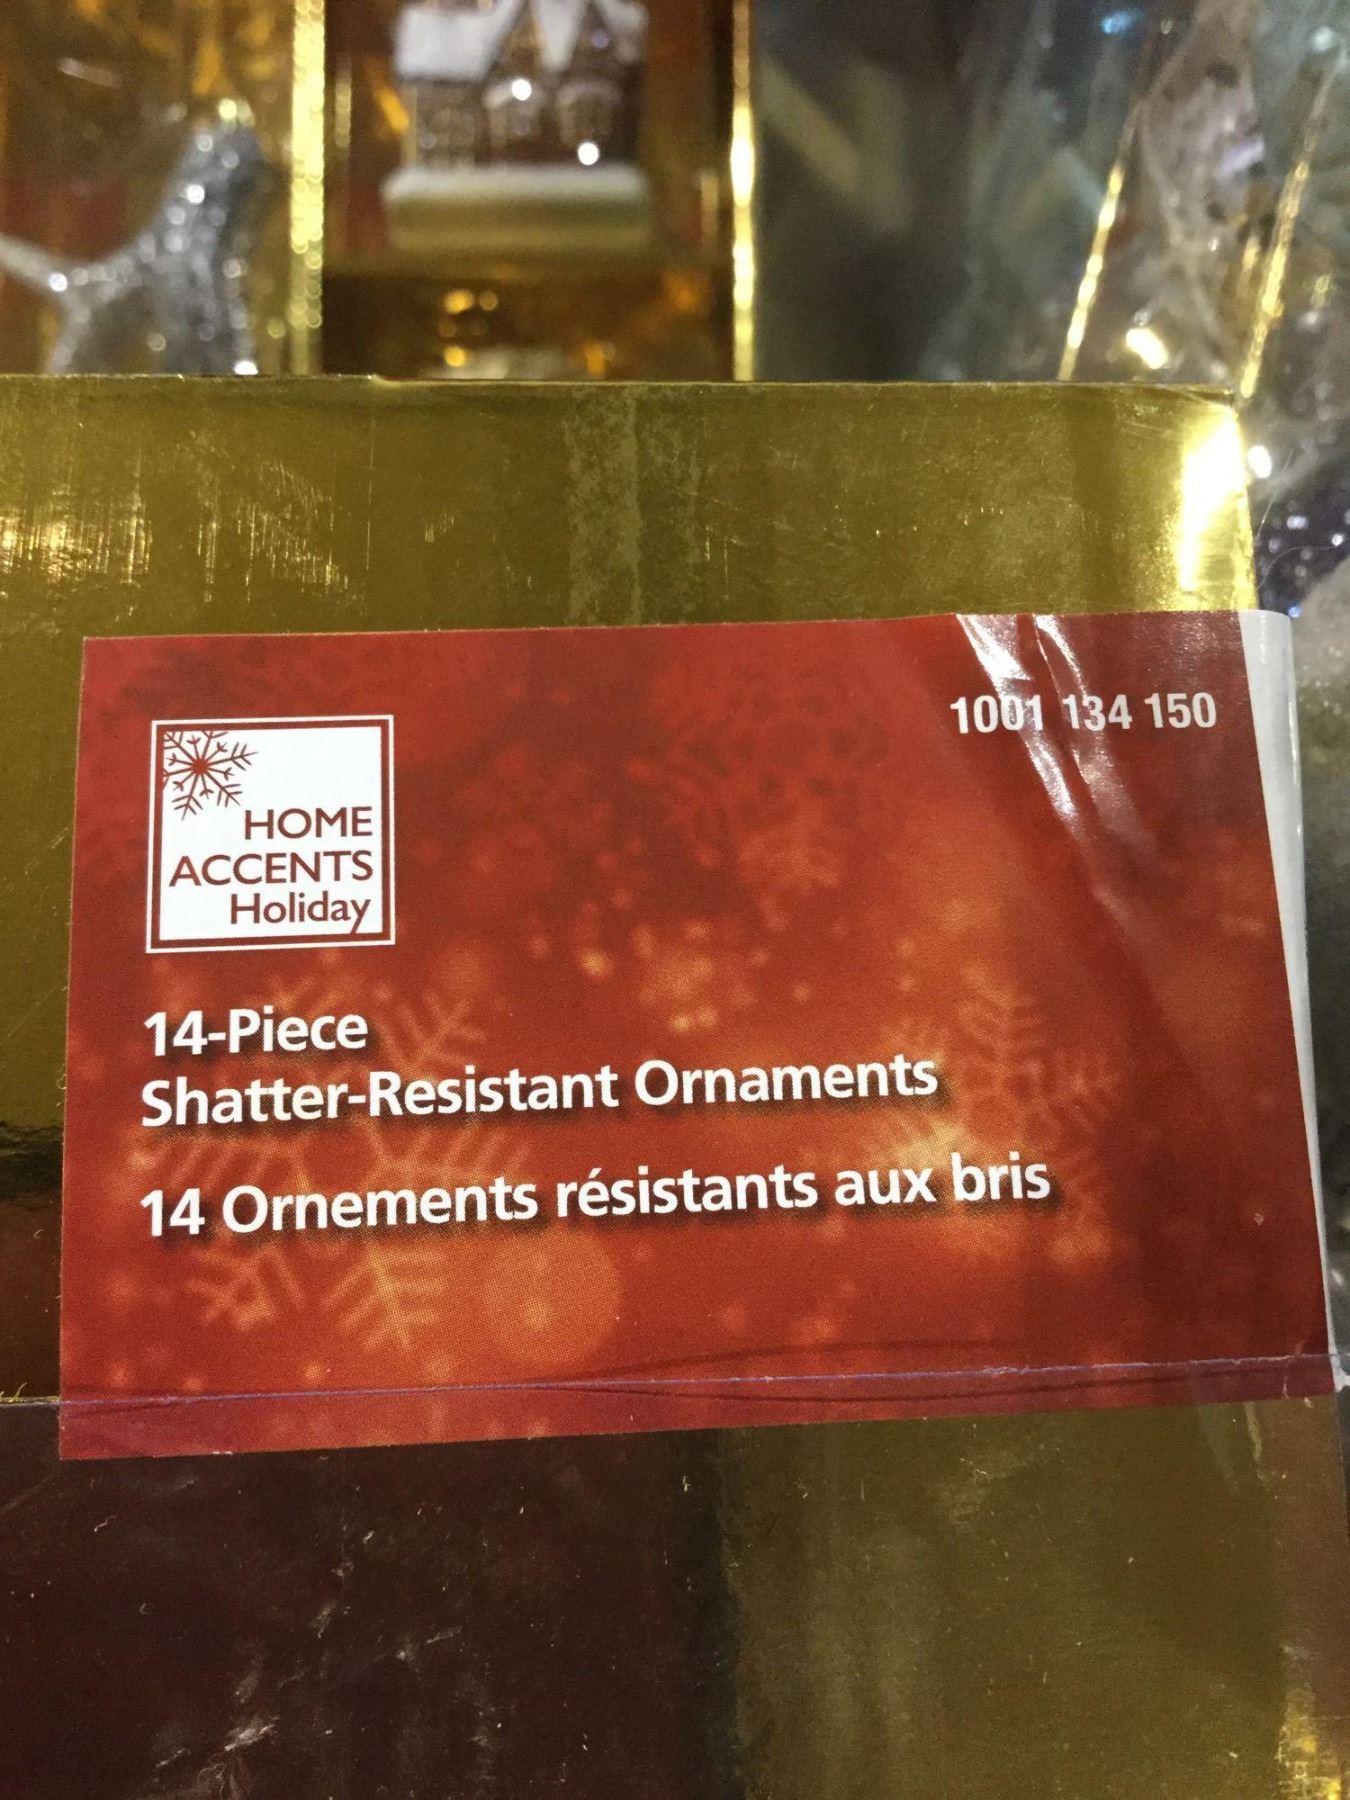 1001 134 150
HOME
ACCENTS
Holiday
14-Piece
Shatter-Resistant Ornaments
14 Ornements résistants aux bris